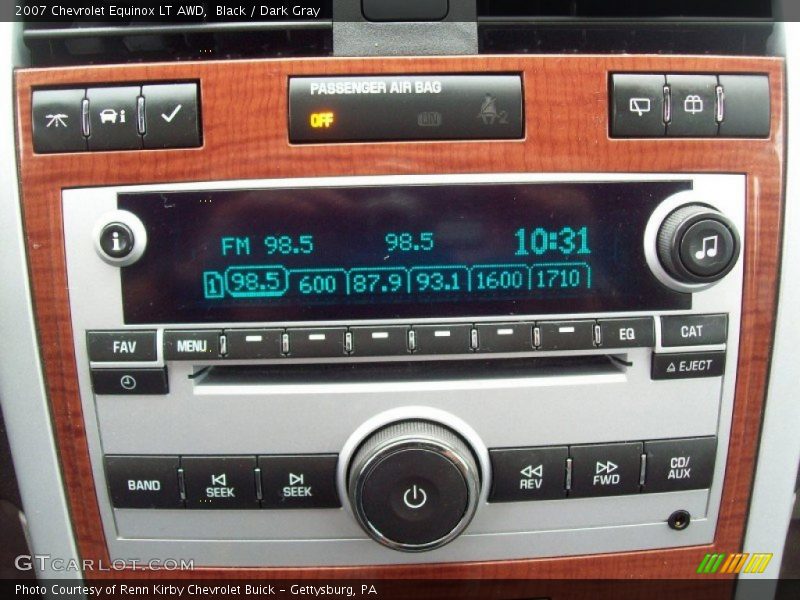 2007 Chevrolet Equinox LT AWD,  Black / Dark Gray
PASSENGER AIR BAG
OFF ON 2
i
FM 98.5 98.5 10:31
1 98.5 600 87.9 93.1 1600 1710
FAV MENU EQ CAT
EJECT
BAND SEEK SEEK REV FWD CD/
AUX
GTCARLOT.COM
Photo Courtesy of Renn Kirby Chevrolet Buick – Gettysburg, PA